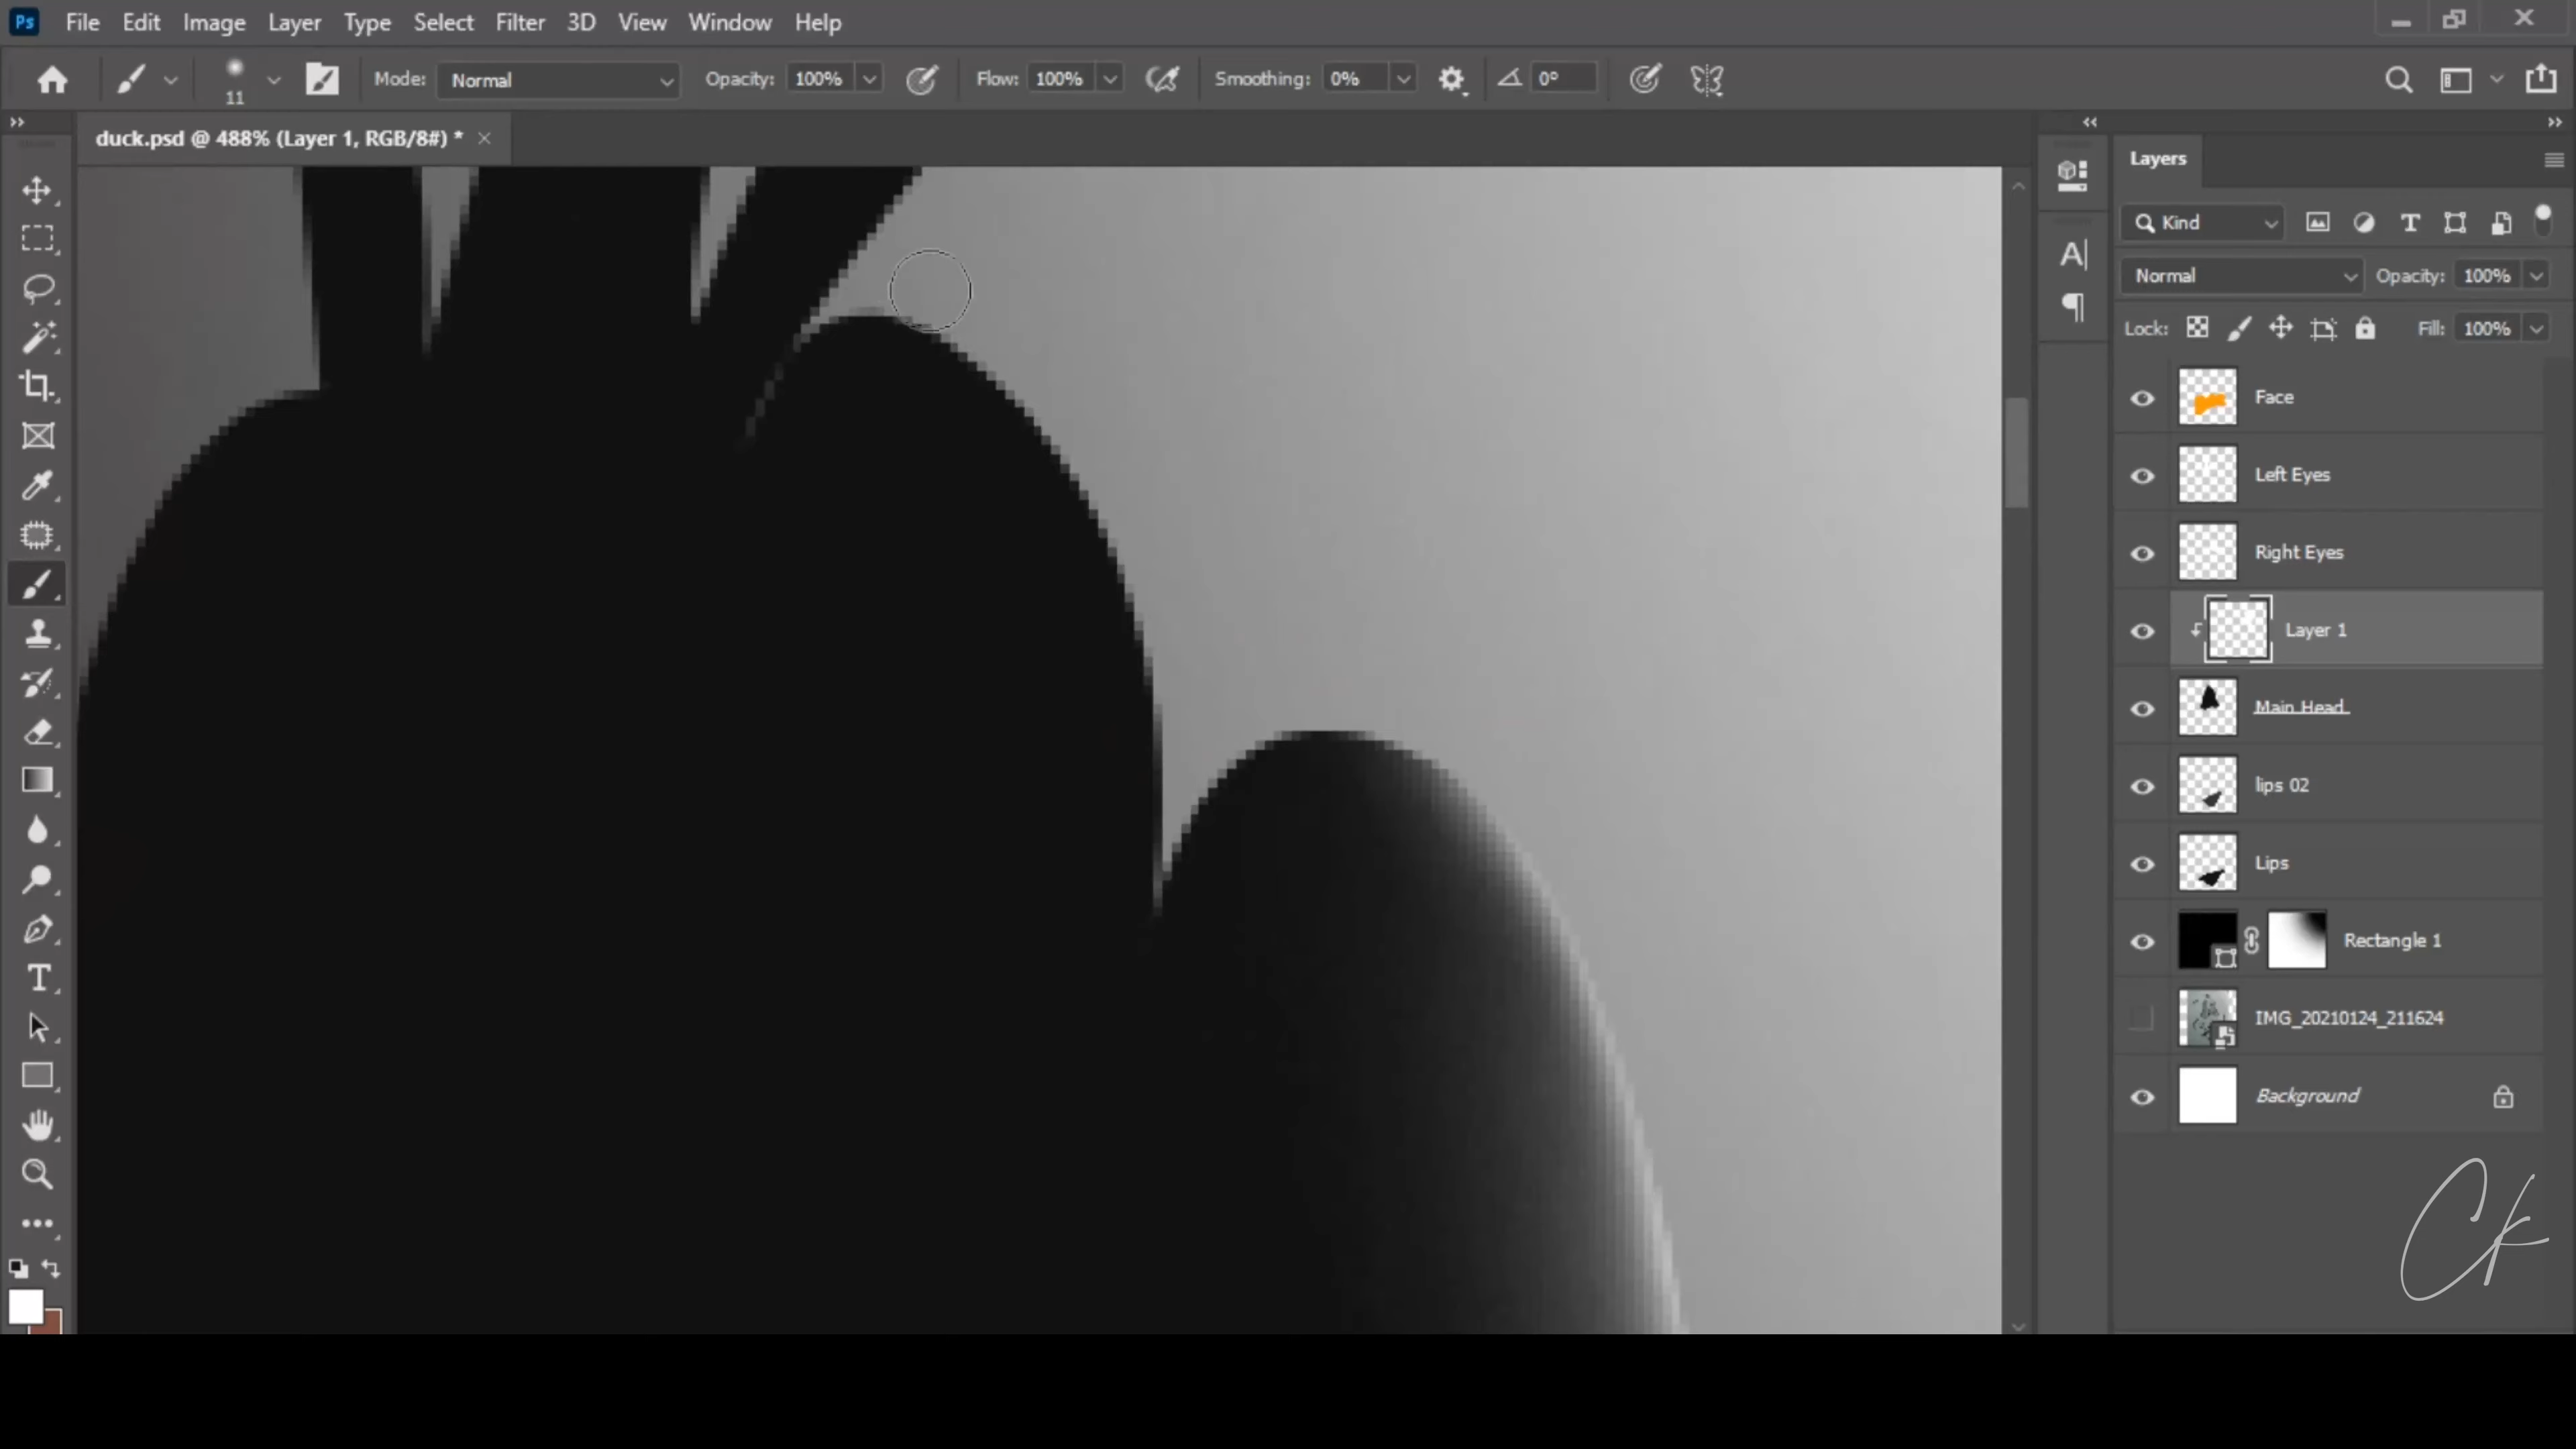 Ps File Edit Image Layer Type Select Filter 3D View Window Help
11 Mode: Normal Opacity: 100% Flow: 100% Smoothing: 0% 0°
duck.psd @ 488% (Layer 1, RGB/8#) *
Layers
Kind
Normal Opacity: 100%
Lock: Fill: 100%
Face
Left Eyes
Right Eyes
Layer 1
Main Head
lips 02
Lips
Rectangle 1
IMG_20210124_211624
Background
Ck